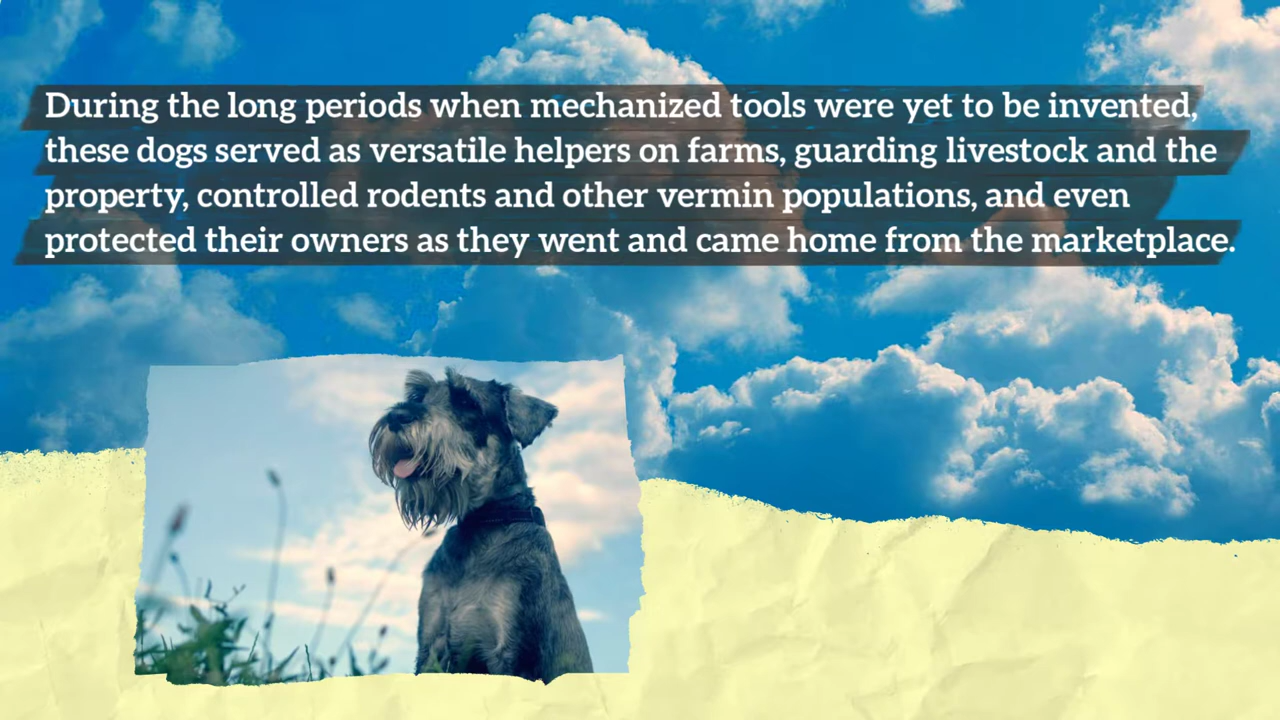 During the long periods when mechanized tools were yet to be invented,
these dogs served as versatile helpers on farms, guarding livestock and the
property, controlled rodents and other vermin populations, and even
protected their owners as they went and came home from the marketplace.